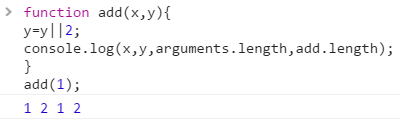 > function add(x,y){
y=y||2;
console.log(x,y,arguments.length,add.length);
}
add(1);
1 2 1 2